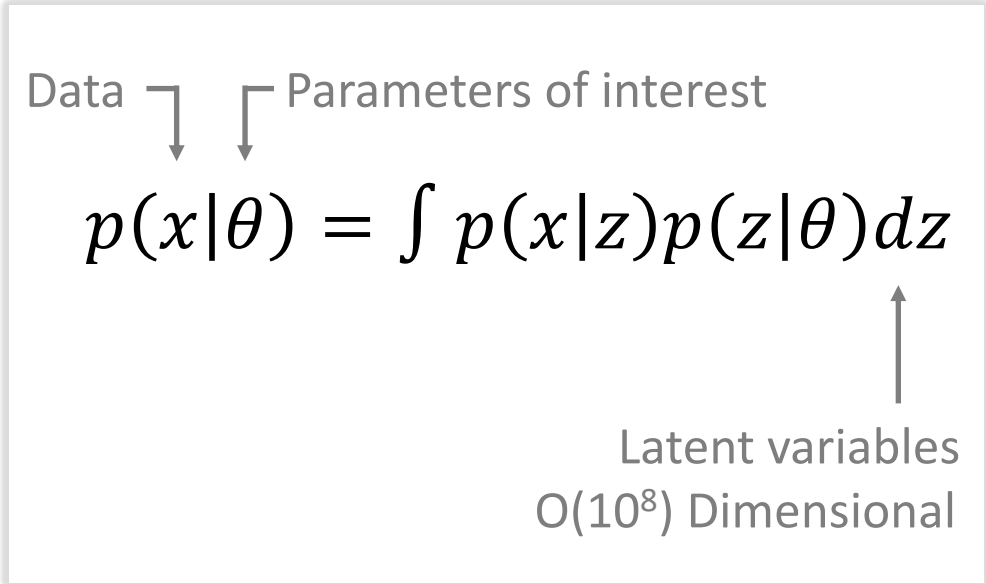 Data Parameters of interest
p(x|θ) = ∫ p(x|z)p(z|θ)dz
Latent variables
O(10⁸) Dimensional